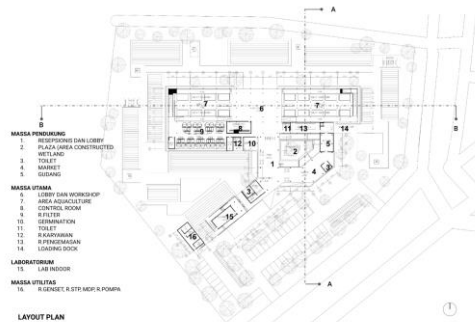 A
7
6
7
B
B
8
11 13
14
9
12 10
2
5
1
4
3
3
15
16
A
MASSA PENDUKUNG
1. RESEPSIONIS DAN LOBBY
2. PLAZA (AREA CONSTRUCTED WETLAND
3. TOILET
4. MARKET
5. GUDANG
MASSA UTAMA
6. LOBBY DAN WORKSHOP
7. AREA AQUACULTURE
8. CONTROL ROOM
9. R.FILTER
10. GERMINATION
11. TOILET
12. R.KARYAWAN
13. R.PENGEMASAN
14. LOADING DOCK
LABORATORIUM
15. LAB INDOOR
MASSA UTILITAS
16. R.GENSET, R.STP, MDP, R.POMPA
LAYOUT PLAN